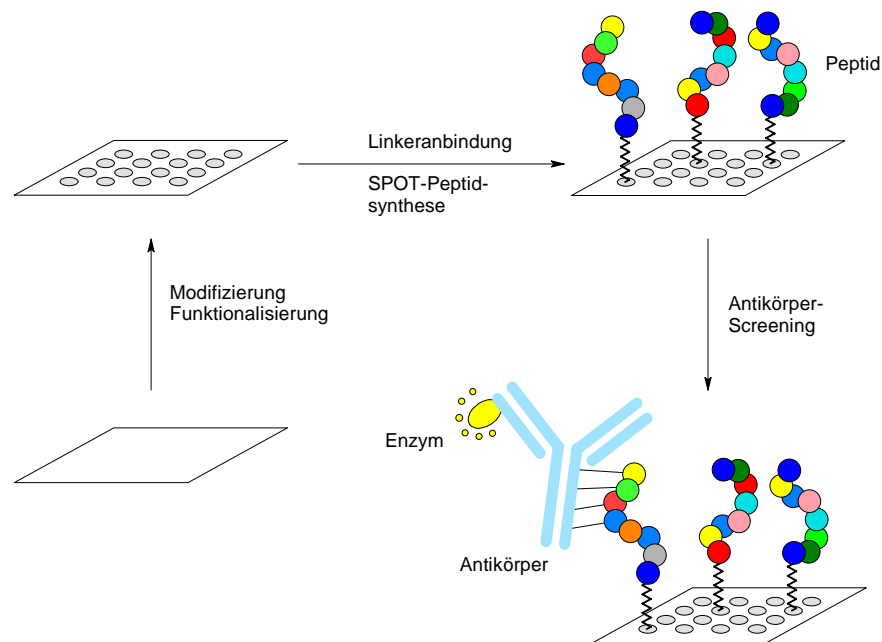 Peptid
Linkeranbindung
SPOT-Peptid-
synthese
Modifizierung
Funktionalisierung
Antikörper-
Screening
Enzym
Antikörper